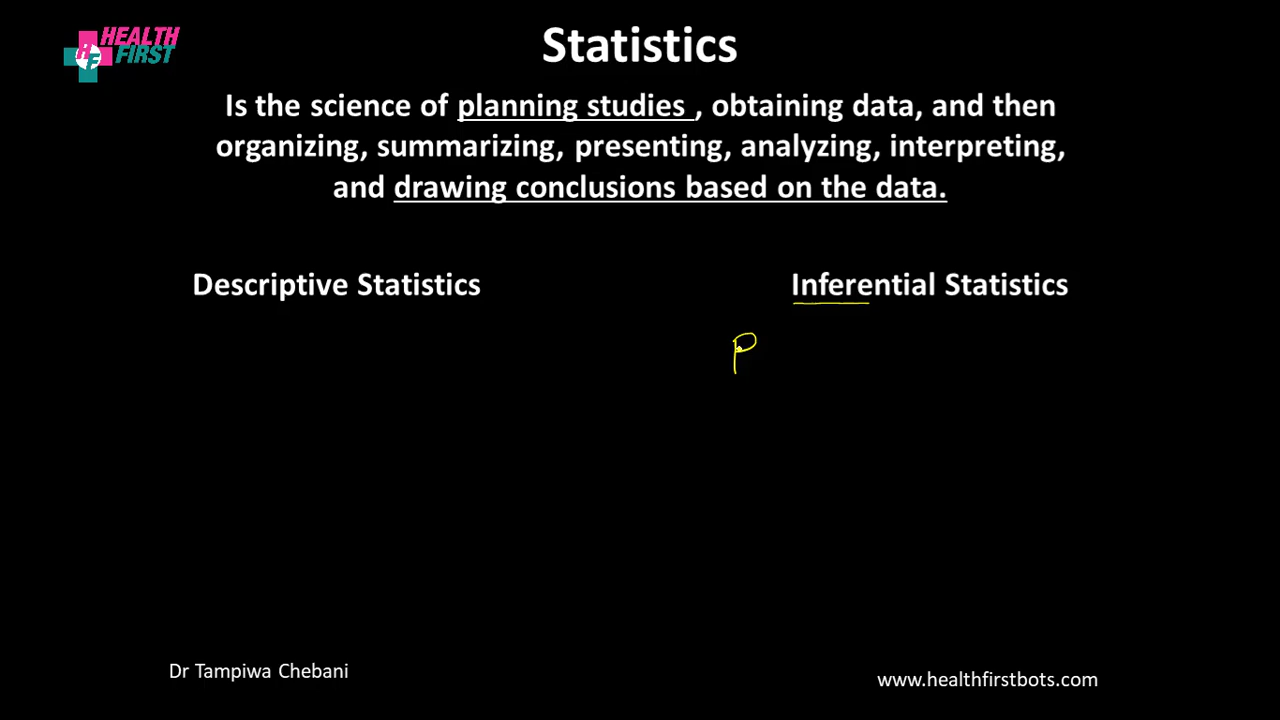 HEALTH
FIRST
HF
Statistics
Is the science of planning studies , obtaining data, and then
organizing, summarizing, presenting, analyzing, interpreting,
and drawing conclusions based on the data.
Descriptive Statistics
Inferential Statistics
P
Dr Tampiwa Chebani
www.healthfirstbots.com